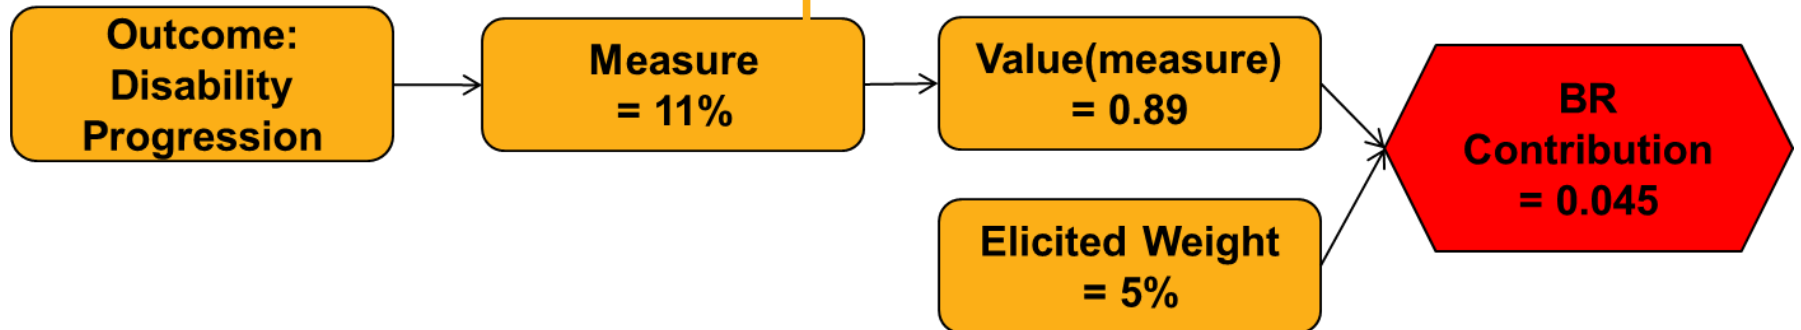 Outcome:
Disability
Progression
Measure
= 11%
Value(measure)
= 0.89
Elicited Weight
= 5%
BR
Contribution
= 0.045